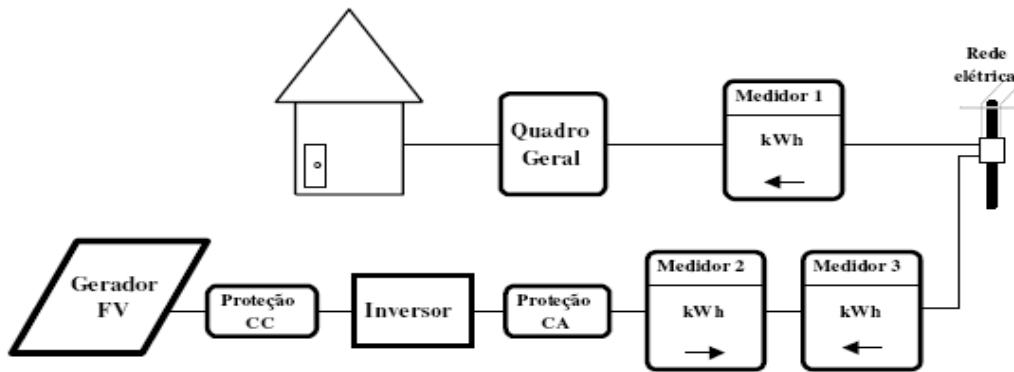 Rede
elétrica
Medidor 1
kWh
Quadro
Geral
Medidor 2
kWh
Medidor 3
kWh
Gerador
FV
Proteção
CC
Inversor
Proteção
CA